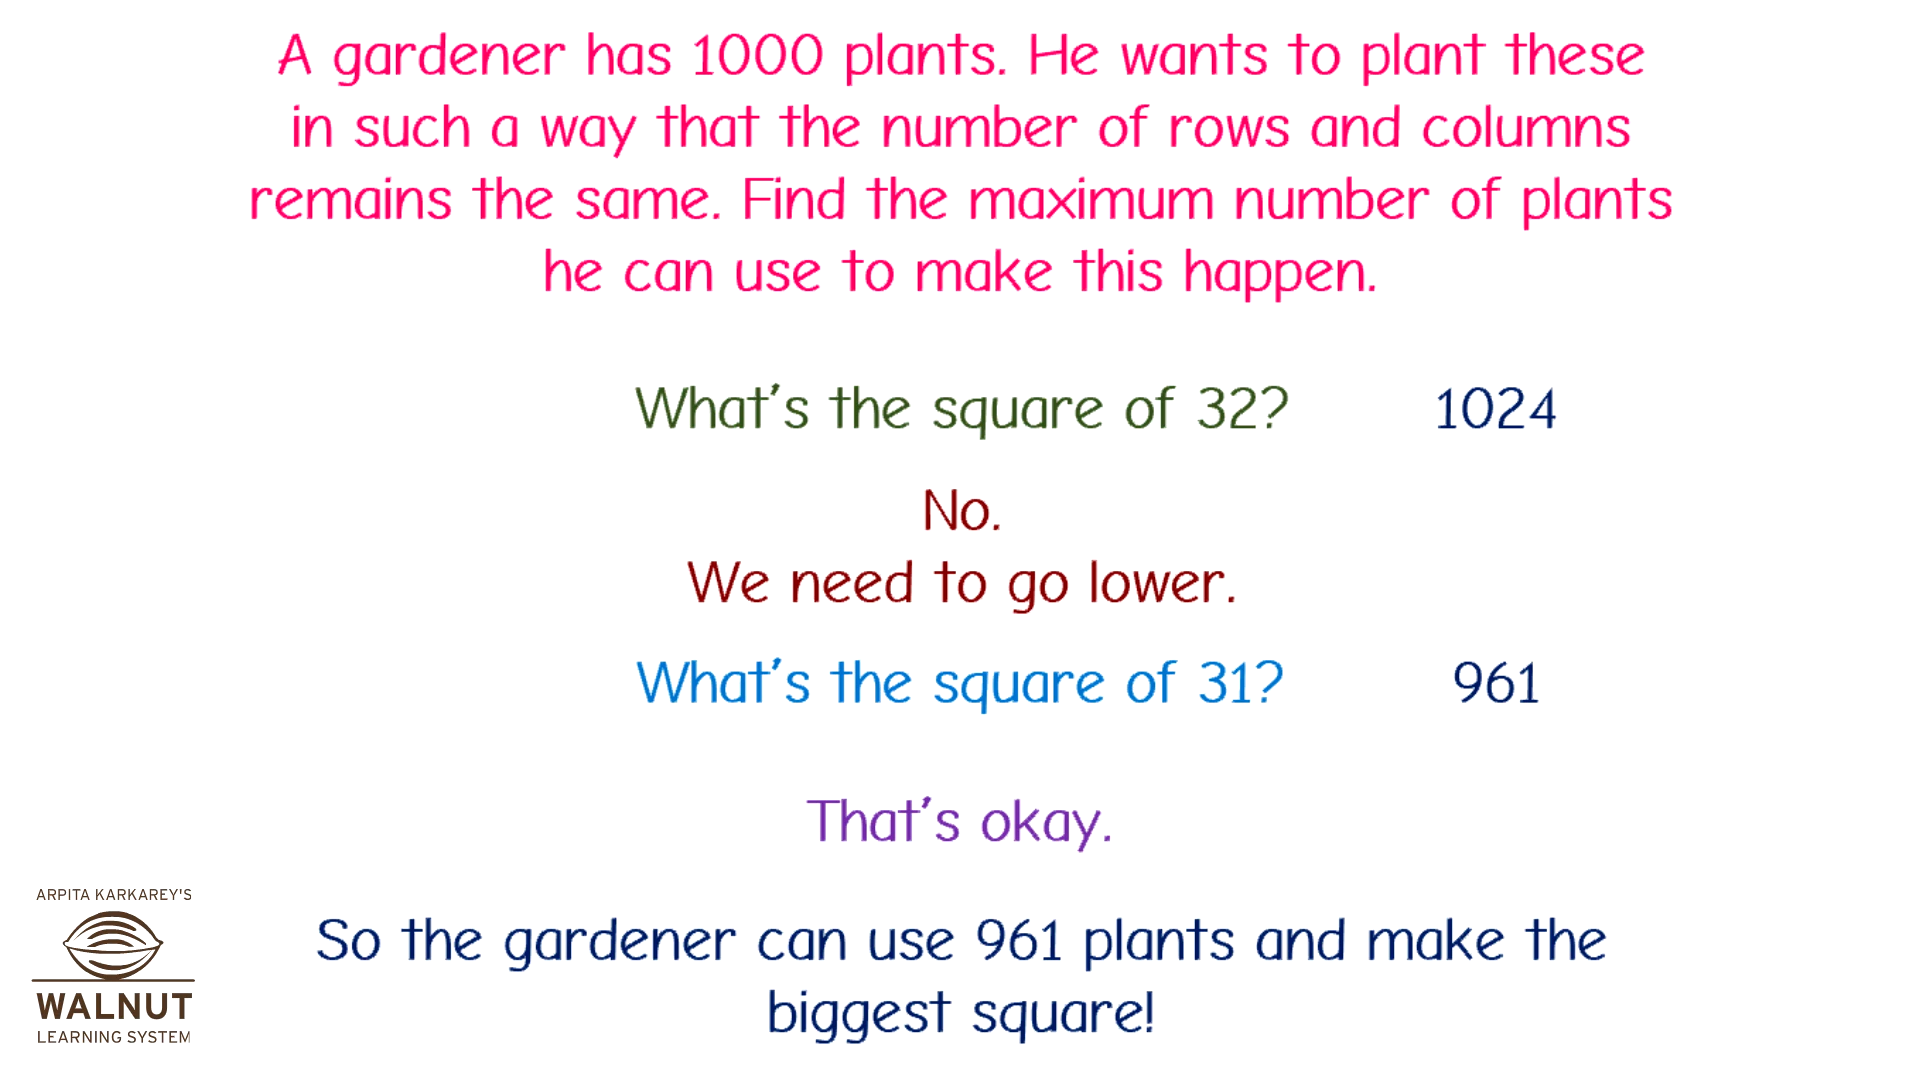 A gardener has 1000 plants. He wants to plant these
in such a way that the number of rows and columns
remains the same. Find the maximum number of plants
he can use to make this happen.
What's the square of 32? 1024
No.
We need to go lower.
What's the square of 31? 961
That's okay.
So the gardener can use 961 plants and make the
biggest square!
ARPITA KARKAREY'S
WALNUT
LEARNING SYSTEM